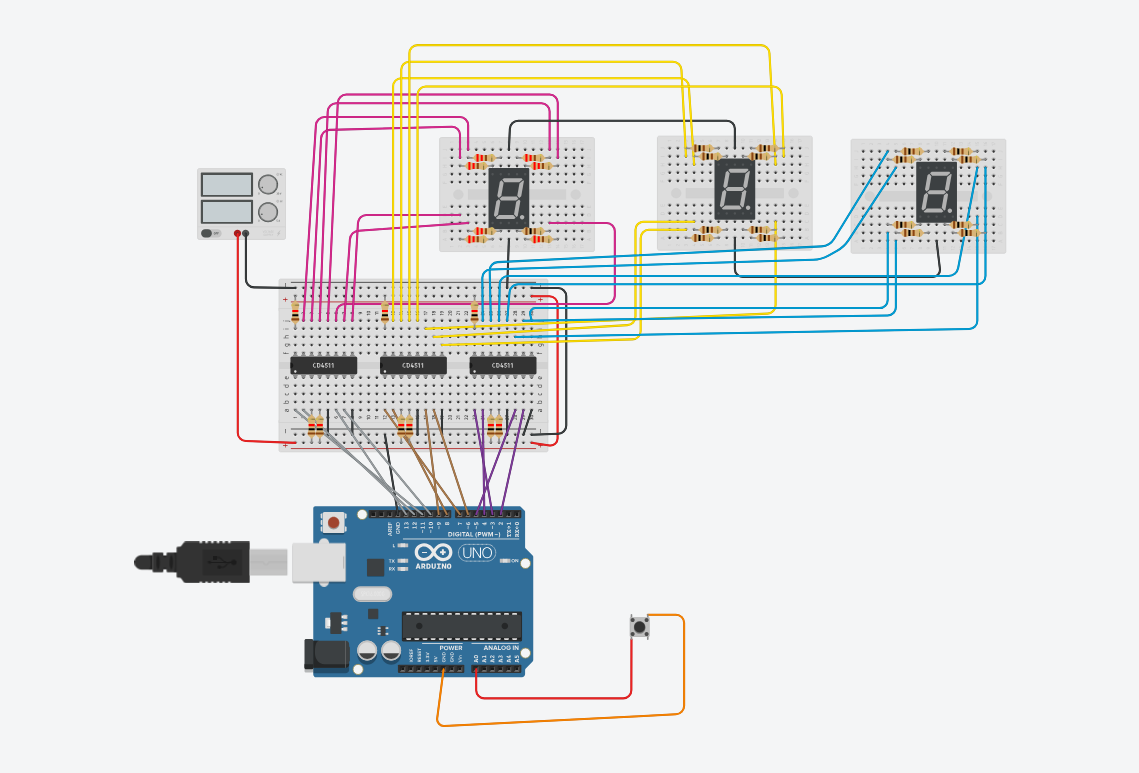 CD4511 CD4511 CD4511
AREF
GND
13
12
~11
~10
~9
8
7
~6
~5
4
~3
2
TX→1
RX←0
DIGITAL (PWM~)
L
TX
RX
UNO
ON
ARDUINO
POWER
ANALOG IN
IOREF
RESET
3.3V
5V
GND
GND
Vin
A0
A1
A2
A3
A4
A5